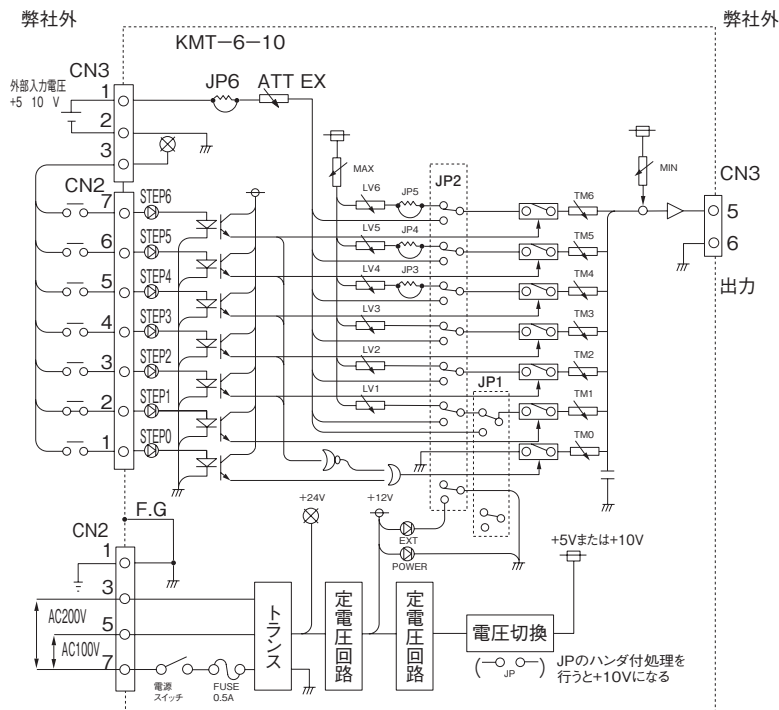 弊社外
弊社外
KMT-6-10
CN3
外部入力電圧
+5 10 V
1
2
3
JP6
ATT EX
CN2
7
6
5
4
3
2
1
STEP6
STEP5
STEP4
STEP3
STEP2
STEP1
STEP0
MAX
LV6
LV5
LV4
LV3
LV2
LV1
JP5
JP4
JP3
JP2
JP1
TM6
TM5
TM4
TM3
TM2
TM1
TM0
MIN
CN3
5
6
出力
F.G
CN2
1
3
5
7
AC200V
AC100V
電源
スイッチ
FUSE
0.5A
トランス
+24V
定電圧回路
+12V
EXT
POWER
定電圧回路
電圧切換
+5Vまたは+10V
( JP )
JPのハンダ付処理を
行うと+10Vになる